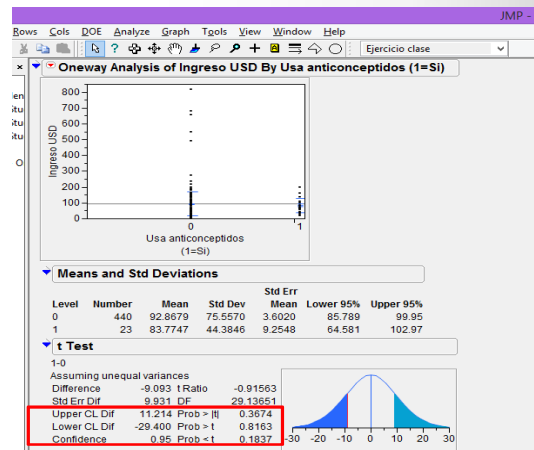 JMP -
Rows Cols DOE Analyze Graph Tools View Window Help
Ejercicio clase
Oneway Analysis of Ingreso USD By Usa anticonceptidos (1=Si)
Ingreso USD
800
700
600
500
400
300
200
100
0
0 1
Usa anticonceptidos
(1=Si)
Means and Std Deviations
Level Number Mean Std Dev Std Err Mean Lower 95% Upper 95%
0 440 92.8679 75.5570 3.6020 85.789 99.95
1 23 83.7747 44.3846 9.2548 64.581 102.97
t Test
1-0
Assuming unequal variances
Difference -9.093 t Ratio -0.91563
Std Err Dif 9.931 DF 29.13651
Upper CL Dif 11.214 Prob > |t| 0.3674
Lower CL Dif -29.400 Prob > t 0.8163
Confidence 0.95 Prob < t 0.1837
-30 -20 -10 0 10 20 30